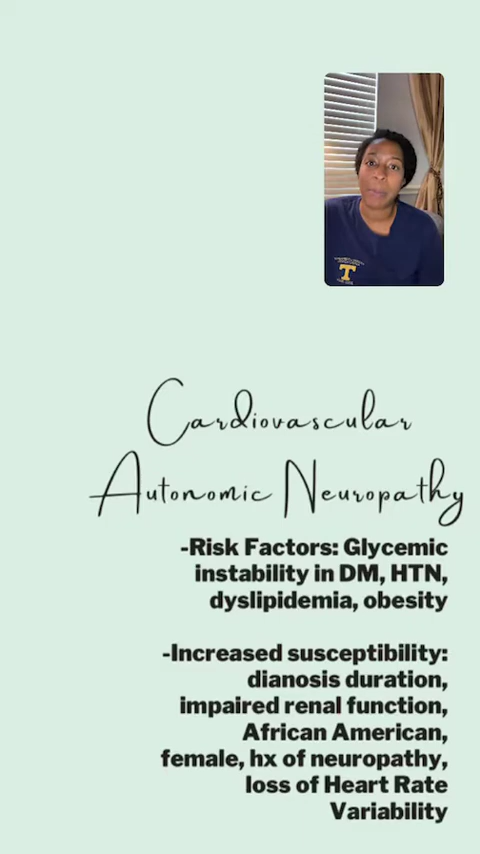 T
Cardiovascular
Autonomic Neuropathy
-Risk Factors: Glycemic
instability in DM, HTN,
dyslipidemia, obesity
-Increased susceptibility:
dianosis duration,
impaired renal function,
African American,
female, hx of neuropathy,
loss of Heart Rate
Variability